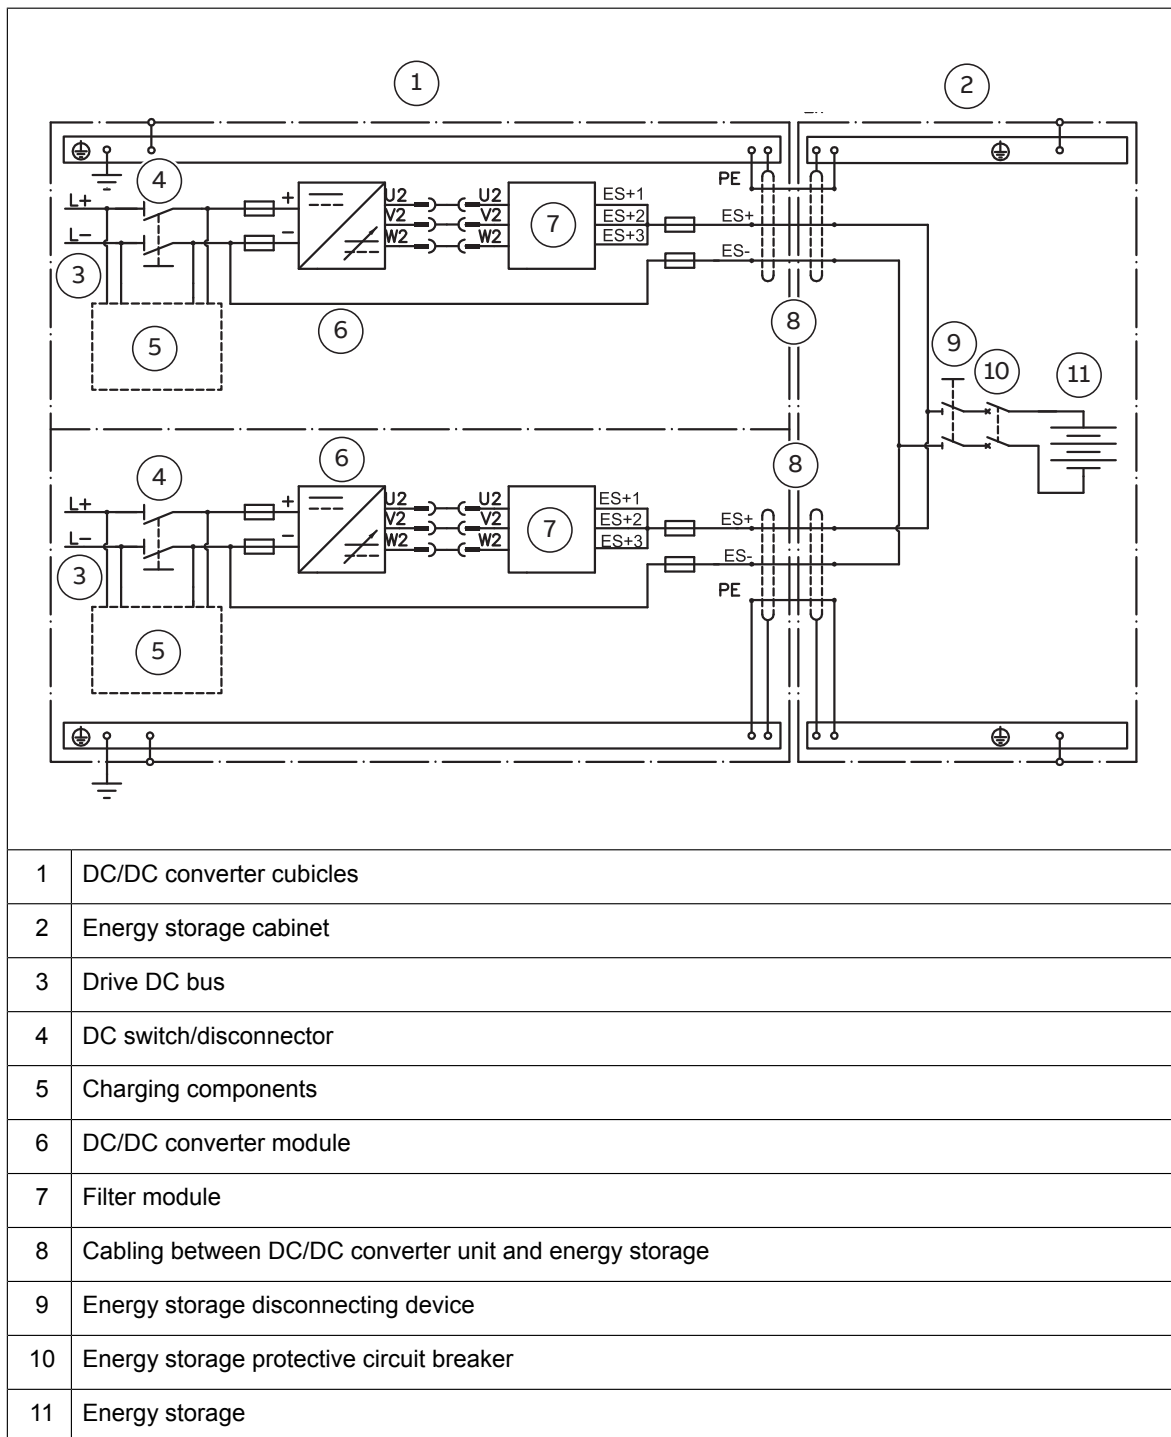 1
2
PE
4
L+
+
U2
U2
ES+1
V2
V2
7
ES+2
ES+
L-
-
W2
W2
ES+3
ES-
3
5
6
8
9
10
11
4
6
8
L+
+
U2
U2
ES+1
V2
V2
7
ES+2
ES+
L-
-
W2
W2
ES+3
ES-
3
PE
5
1 DC/DC converter cubicles
2 Energy storage cabinet
3 Drive DC bus
4 DC switch/disconnector
5 Charging components
6 DC/DC converter module
7 Filter module
8 Cabling between DC/DC converter unit and energy storage
9 Energy storage disconnecting device
10 Energy storage protective circuit breaker
11 Energy storage